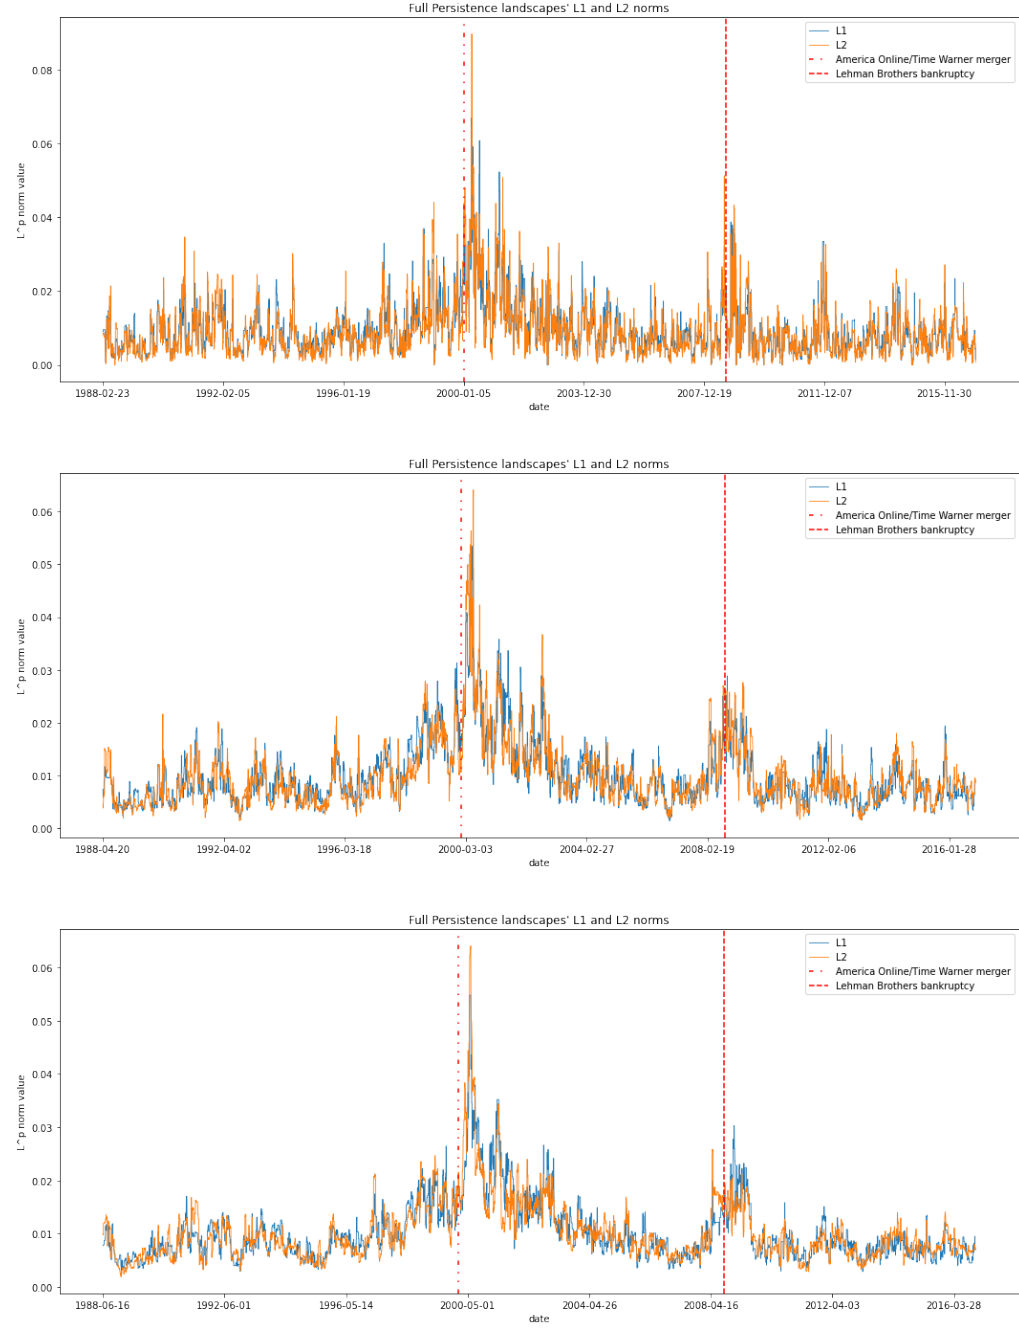 Full Persistence landscapes' L1 and L2 norms
L1
L2
America Online/Time Warner merger
Lehman Brothers bankruptcy
L^p norm value
0.08
0.06
0.04
0.02
0.00
1988-02-23 1992-02-05 1996-01-19 2000-01-05 2003-12-30 2007-12-19 2011-12-07 2015-11-30
date
Full Persistence landscapes' L1 and L2 norms
L1
L2
America Online/Time Warner merger
Lehman Brothers bankruptcy
L^p norm value
0.06
0.05
0.04
0.03
0.02
0.01
0.00
1988-04-20 1992-04-02 1996-03-18 2000-03-03 2004-02-27 2008-02-19 2012-02-06 2016-01-28
date
Full Persistence landscapes' L1 and L2 norms
L1
L2
America Online/Time Warner merger
Lehman Brothers bankruptcy
L^p norm value
0.06
0.05
0.04
0.03
0.02
0.01
0.00
1988-06-16 1992-06-01 1996-05-14 2000-05-01 2004-04-26 2008-04-16 2012-04-03 2016-03-28
date